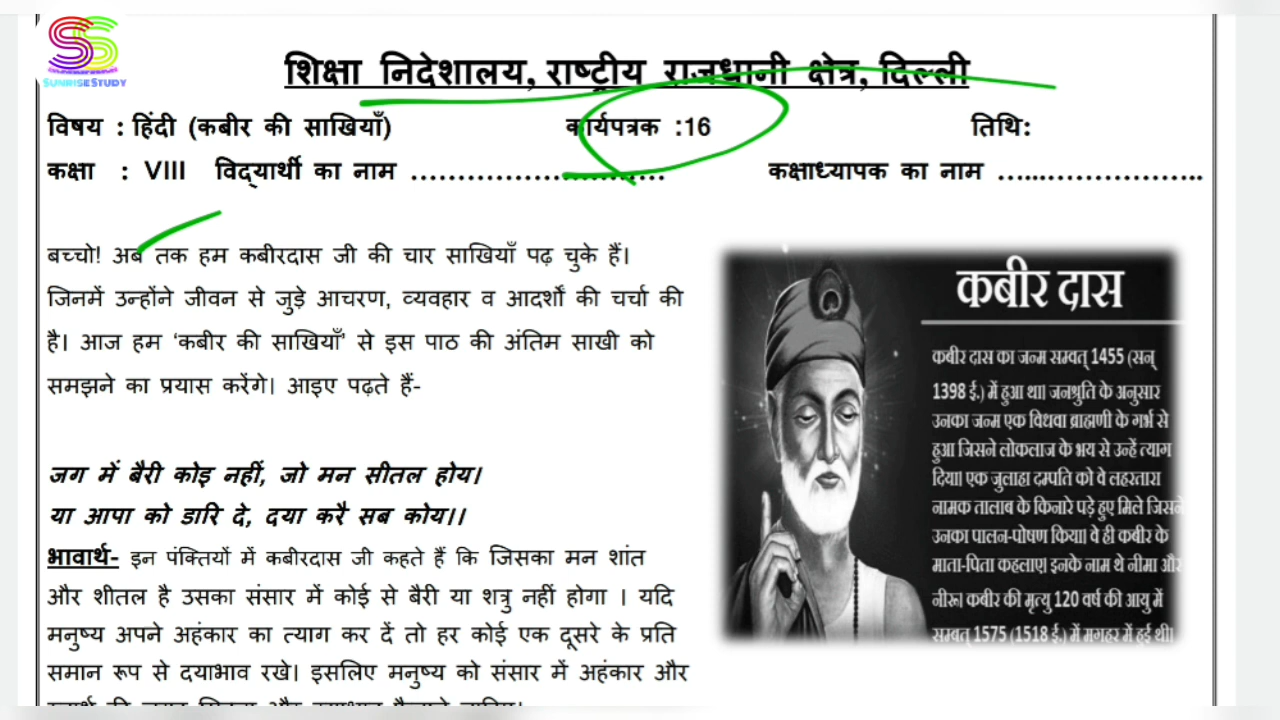 SUNRISESTUDY
शिक्षा निदेशालय, राष्ट्रीय राजधानी क्षेत्र, दिल्ली
विषय : हिंदी (कबीर की साखियाँ) कार्यपत्रक :16 तिथि:
कक्षा : VIII विद्यार्थी का नाम ........................... कक्षाध्यापक का नाम ......................
बच्चो! अब तक हम कबीरदास जी की चार साखियाँ पढ़ चुके हैं।
जिनमें उन्होंने जीवन से जुड़े आचरण, व्यवहार व आदर्शों की चर्चा की
है। आज हम ‘कबीर की साखियाँ’ से इस पाठ की अंतिम साखी को
समझने का प्रयास करेंगे। आइए पढ़ते हैं-
जग में बैरी कोइ नहीं, जो मन सीतल होय।
या आपा को डारि दे, दया करै सब कोय।।
भावार्थ- इन पंक्तियों में कबीरदास जी कहते हैं कि जिसका मन शांत
और शीतल है उसका संसार में कोई से बैरी या शत्रु नहीं होगा । यदि
मनुष्य अपने अहंकार का त्याग कर दें तो हर कोई एक दूसरे के प्रति
समान रूप से दयाभाव रखे। इसलिए मनुष्य को संसार में अहंकार और
कबीर दास
कबीर दास का जन्म सम्वत् 1455 (सन्
1398 ई.) में हुआ था। जनश्रुति के अनुसार
उनका जन्म एक विधवा ब्राह्मणी के गर्भ से
हुआ जिसने लोकलाज के भय से उन्हें त्याग
दिया। एक जुलाहा दम्पति को वे लहरतारा
नामक तालाब के किनारे पड़े हुए मिले जिसने
उनका पालन-पोषण किया। वे ही कबीर के
माता-पिता कहलाए। इनके नाम थे नीमा और
नीरू। कबीर की मृत्यु 120 वर्ष की आयु में
सम्वत् 1575 (1518 ई.) में मगहर में हुई थी।